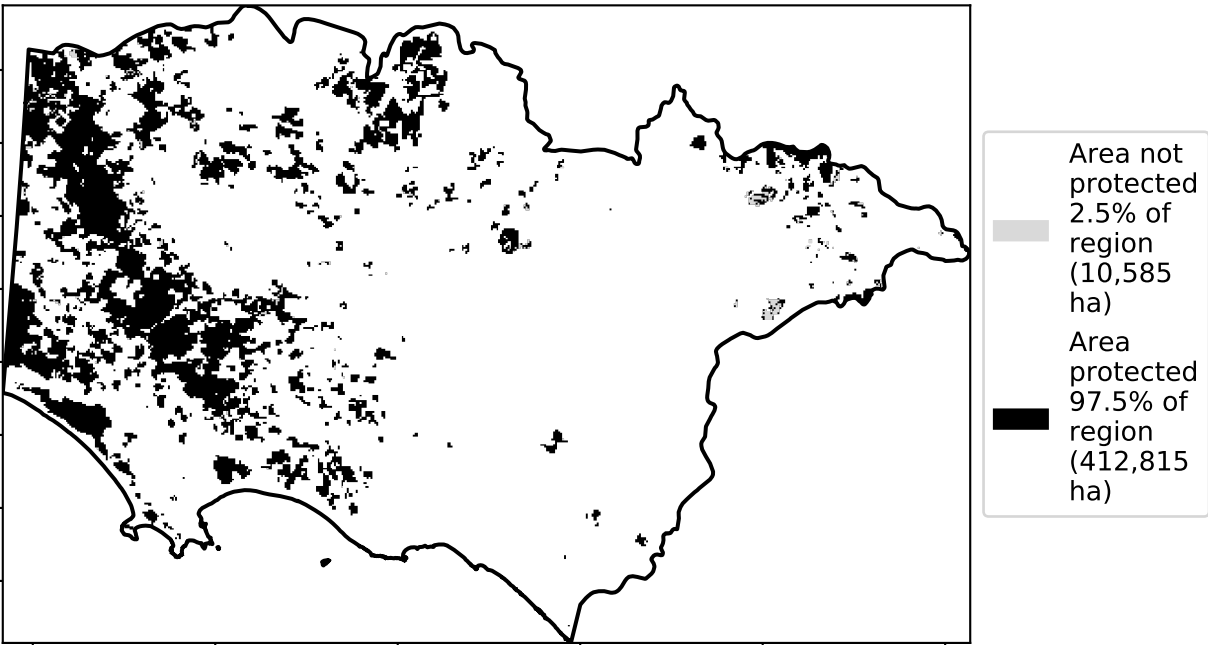 Area not
protected
2.5% of
region
(10,585
ha)
Area
protected
97.5% of
region
(412,815
ha)